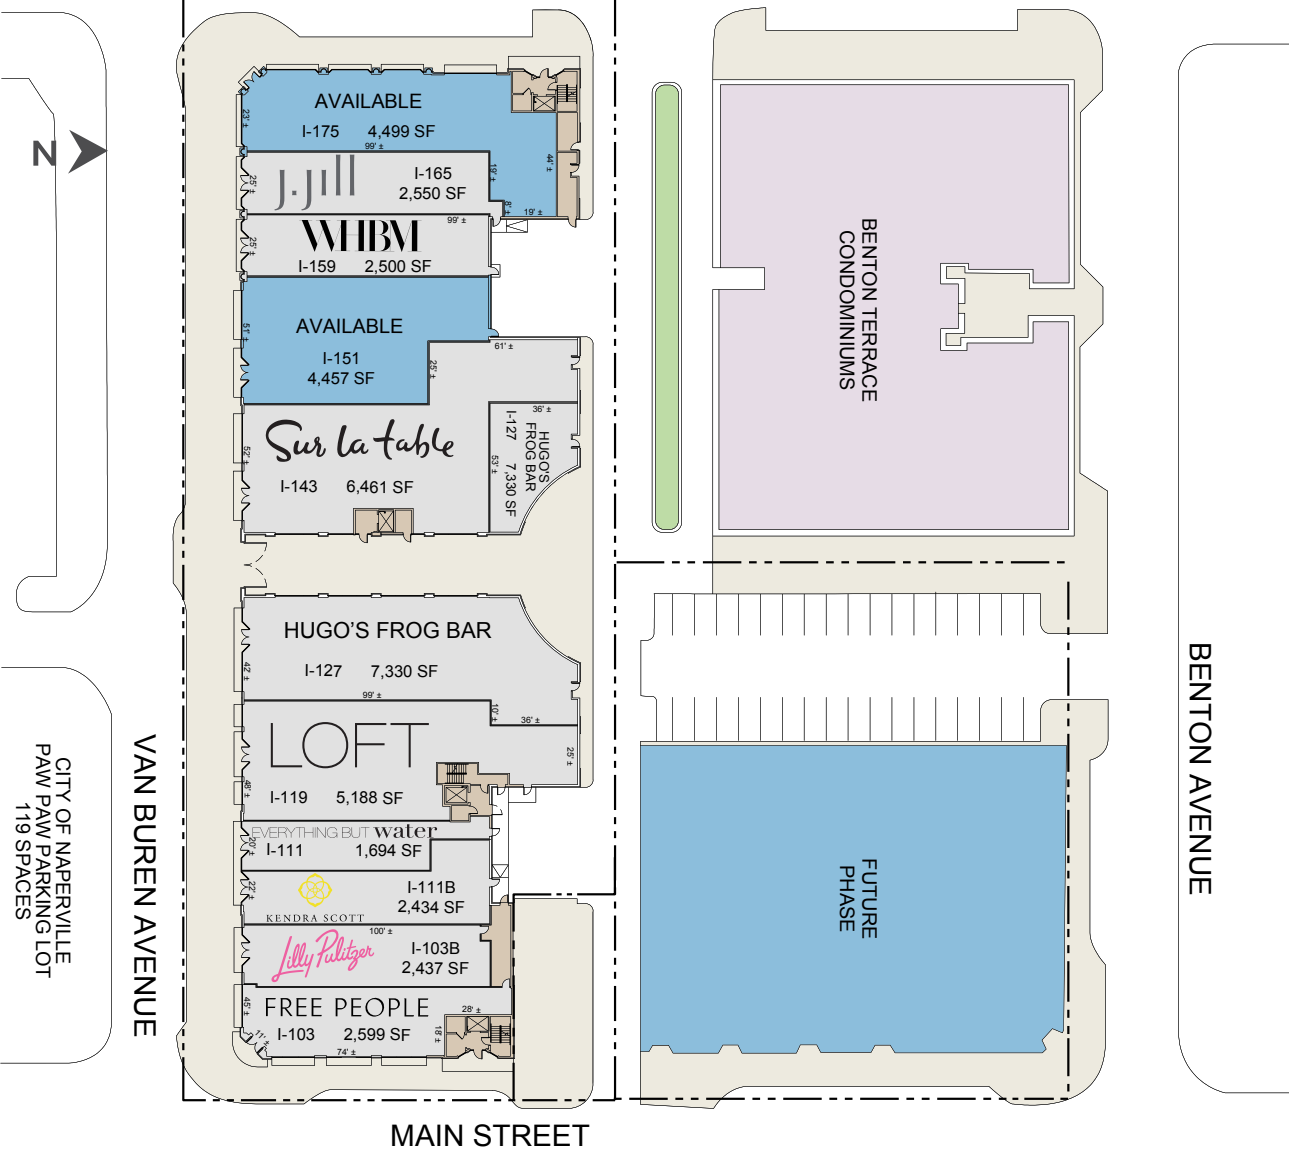 N
AVAILABLE
I-175 4,499 SF
23' ±
99' ±
44' ±
J.Jill
I-165
2,550 SF
25' ±
19' ±
8' ±
19' ±
WHBM
99' ±
I-159 2,500 SF
25' ±
AVAILABLE
I-151
4,457 SF
51' ±
61' ±
25' ±
Sur la table
I-143 6,461 SF
52' ±
36' ±
53' ±
HUGO'S
FROG BAR
I-127 7,330 SF
HUGO'S FROG BAR
I-127 7,330 SF
42' ±
99' ±
10' ±
36' ±
LOFT
I-119 5,188 SF
48' ±
25' ±
EVERYTHING BUT water
I-111 1,694 SF
20' ±
KENDRA SCOTT
I-111B
2,434 SF
22' ±
100' ±
Lilly Pulitzer
I-103B
2,437 SF
FREE PEOPLE
I-103 2,599 SF
45' ±
11' ±
74' ±
28' ±
18' ±
BENTON TERRACE
CONDOMINIUMS
FUTURE
PHASE
BENTON AVENUE
VAN BUREN AVENUE
CITY OF NAPERVILLE
PAW PAW PARKING LOT
119 SPACES
MAIN STREET